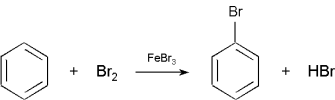 Br
FeBr₃
+ Br₂ + HBr